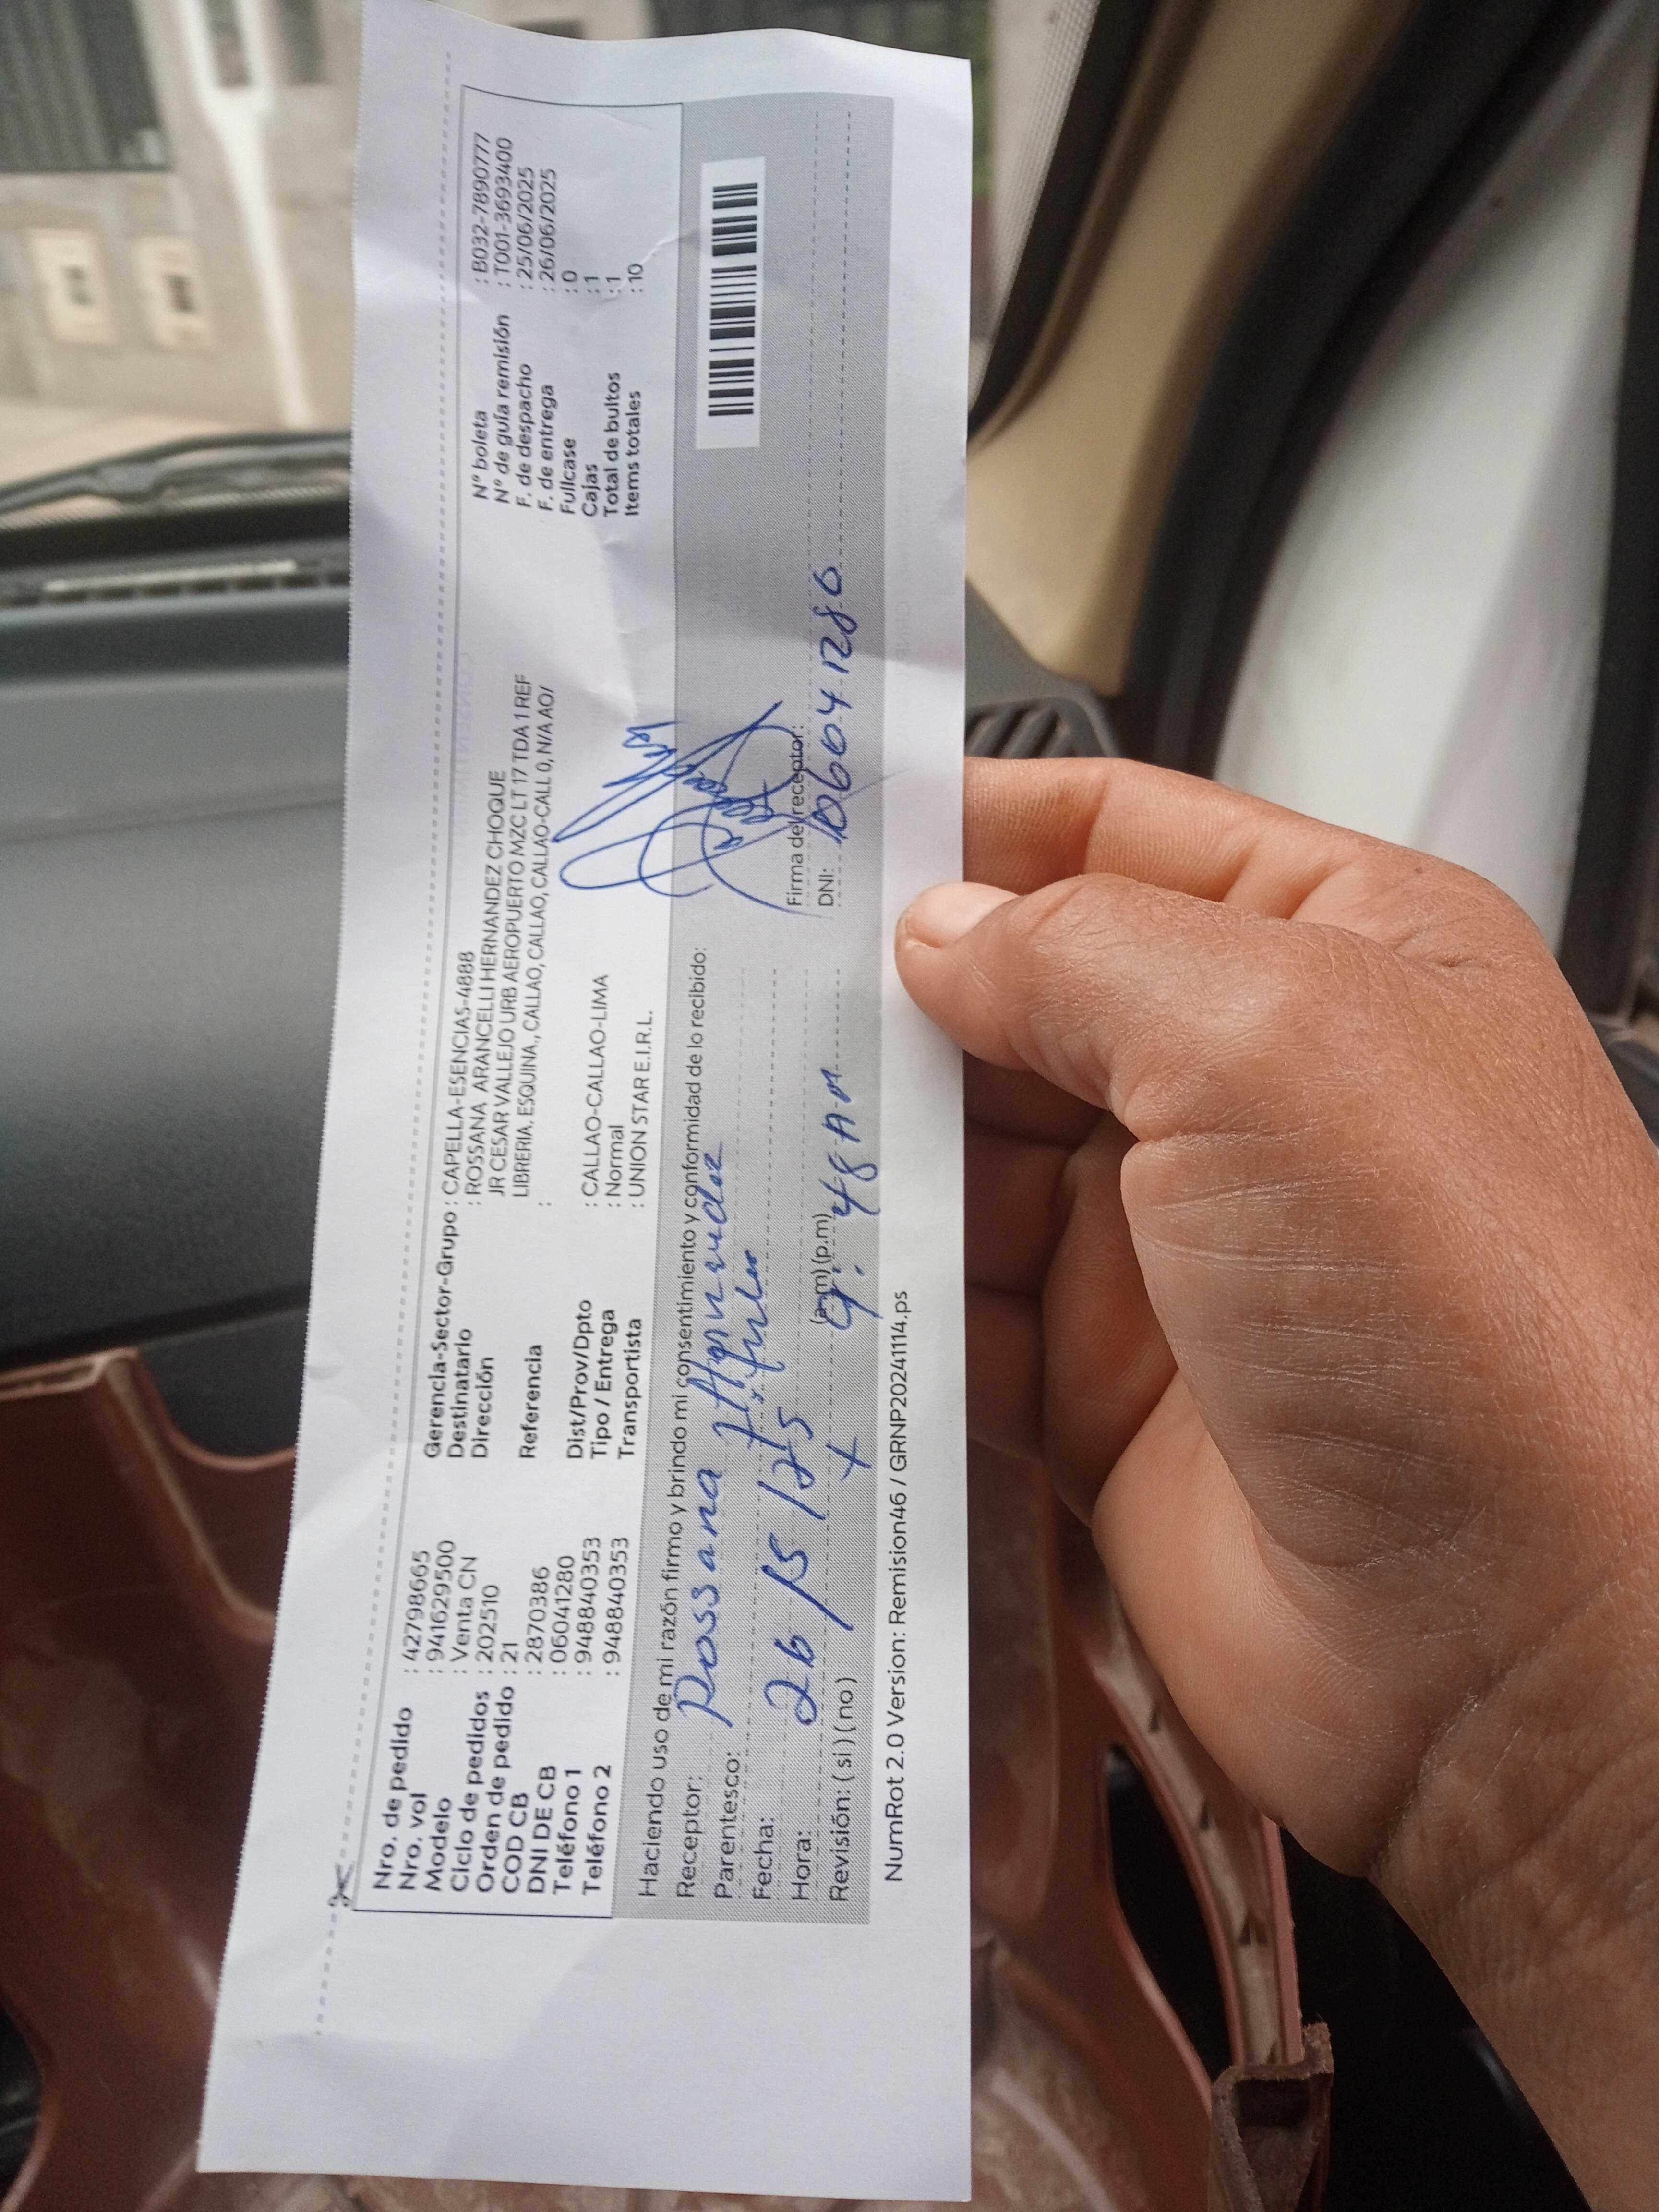 Nro. de pedido : 42798665
Nro. vol : 941629500
Modelo : Venta CN
Ciclo de pedidos : 202510
Orden de pedido : 21
COD CB : 2870386
DNI DE CB : 06041280
Teléfono 1 : 948840353
Teléfono 2 : 948840353
Gerencia-Sector-Grupo : CAPELLA-ESENCIAS-4888
Destinatario : ROSSANA ARANCELLI HERNANDEZ CHOQUE
Dirección JR CESAR VALLEJO URB AEROPUERTO MZC LT 17 TDA 1 REF
LIBRERIA, ESQUINA., CALLAO, CALLAO, CALLAO-CALL 0, N/A AQ/
Referencia :
Dist/Prov/Dpto : CALLAO-CALLAO-LIMA
Tipo / Entrega : Normal
Transportista : UNION STAR E.I.R.L.
N° boleta : B032-7890777
N° de guía remisión : T001-3693400
F. de despacho : 25/06/2025
F. de entrega : 26/06/2025
Fullcase : 0
Cajas : 1
Total de bultos : 1
Items totales : 10
Haciendo uso de mi razón firmo y brindo mi consentimiento y conformidad de lo recibido:
Receptor: Rossana
Parentesco:
Fecha: 26 /5 /25
Hora: (a.m) (p.m) 9:48 AM
Revisión: ( si ) ( no ) x
Firma del receptor:
DNI:
NumRot 2.0 Version: Remision46 / GRNP20241114.ps